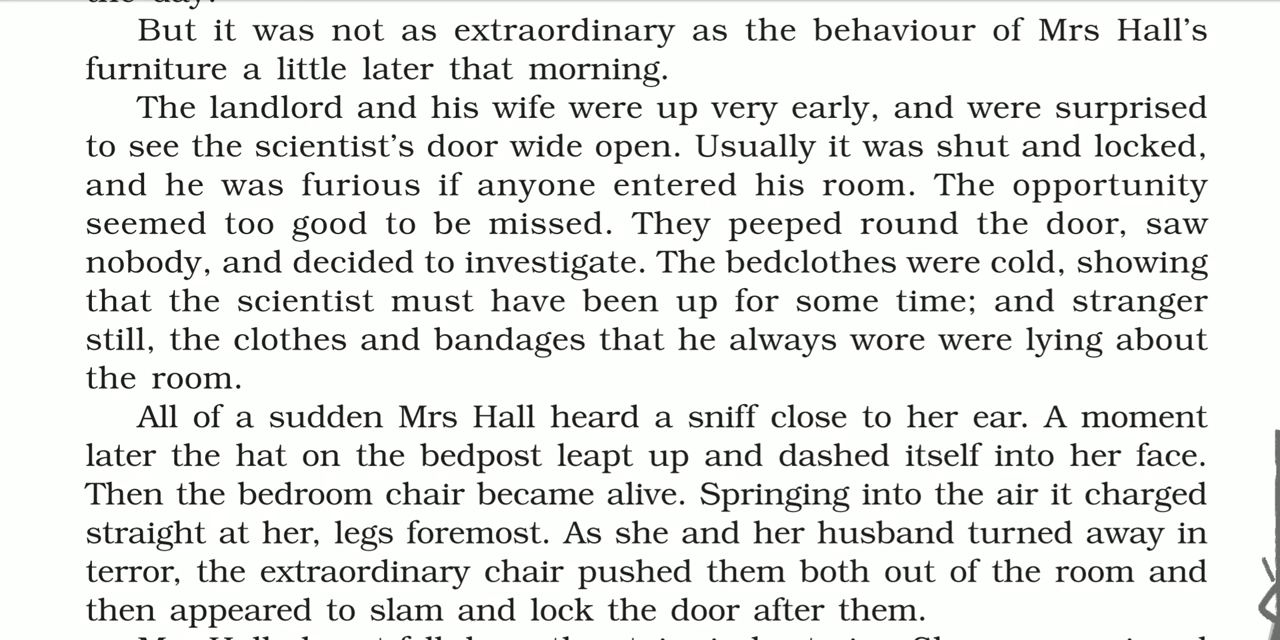 the day.
But it was not as extraordinary as the behaviour of Mrs Hall's
furniture a little later that morning.
The landlord and his wife were up very early, and were surprised
to see the scientist's door wide open. Usually it was shut and locked,
and he was furious if anyone entered his room. The opportunity
seemed too good to be missed. They peeped round the door, saw
nobody, and decided to investigate. The bedclothes were cold, showing
that the scientist must have been up for some time; and stranger
still, the clothes and bandages that he always wore were lying about
the room.
All of a sudden Mrs Hall heard a sniff close to her ear. A moment
later the hat on the bedpost leapt up and dashed itself into her face.
Then the bedroom chair became alive. Springing into the air it charged
straight at her, legs foremost. As she and her husband turned away in
terror, the extraordinary chair pushed them both out of the room and
then appeared to slam and lock the door after them.